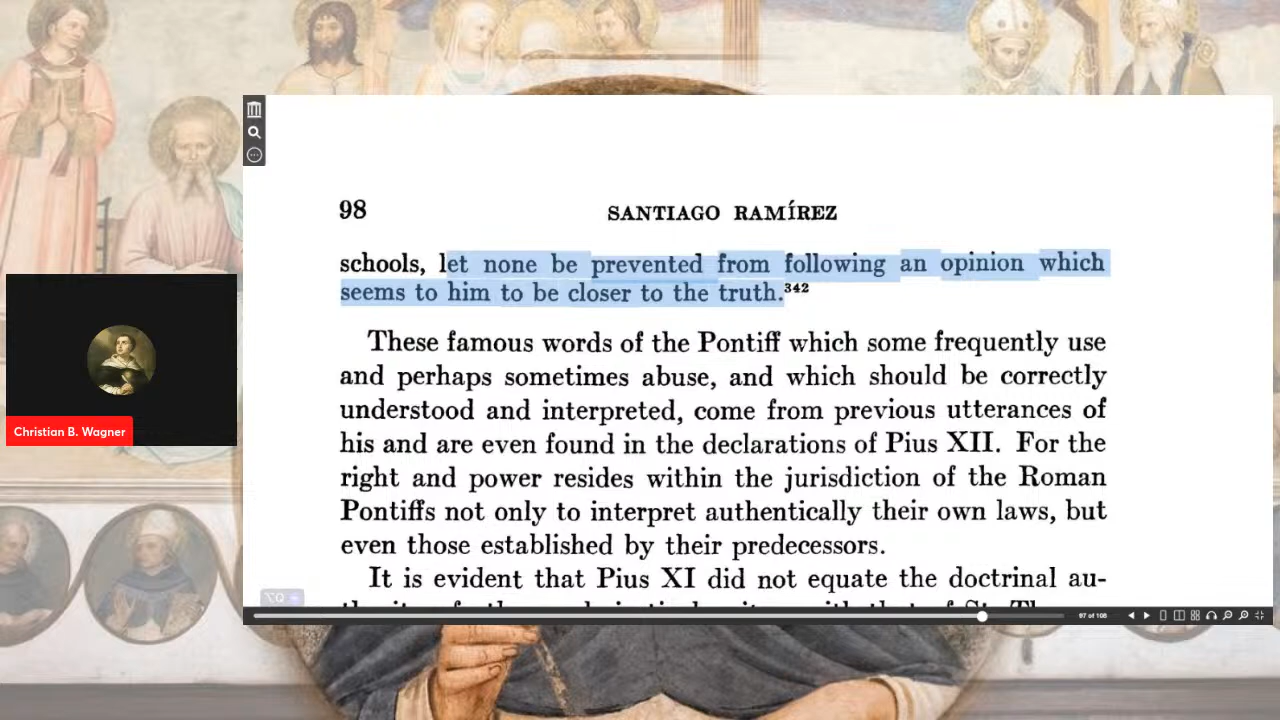 98 SANTIAGO RAMÍREZ
schools, let none be prevented from following an opinion which
seems to him to be closer to the truth.³⁴²
These famous words of the Pontiff which some frequently use
and perhaps sometimes abuse, and which should be correctly
understood and interpreted, come from previous utterances of
his and are even found in the declarations of Pius XII. For the
right and power resides within the jurisdiction of the Roman
Pontiffs not only to interpret authentically their own laws, but
even those established by their predecessors.
It is evident that Pius XI did not equate the doctrinal au-
Christian B. Wagner
97 of 108